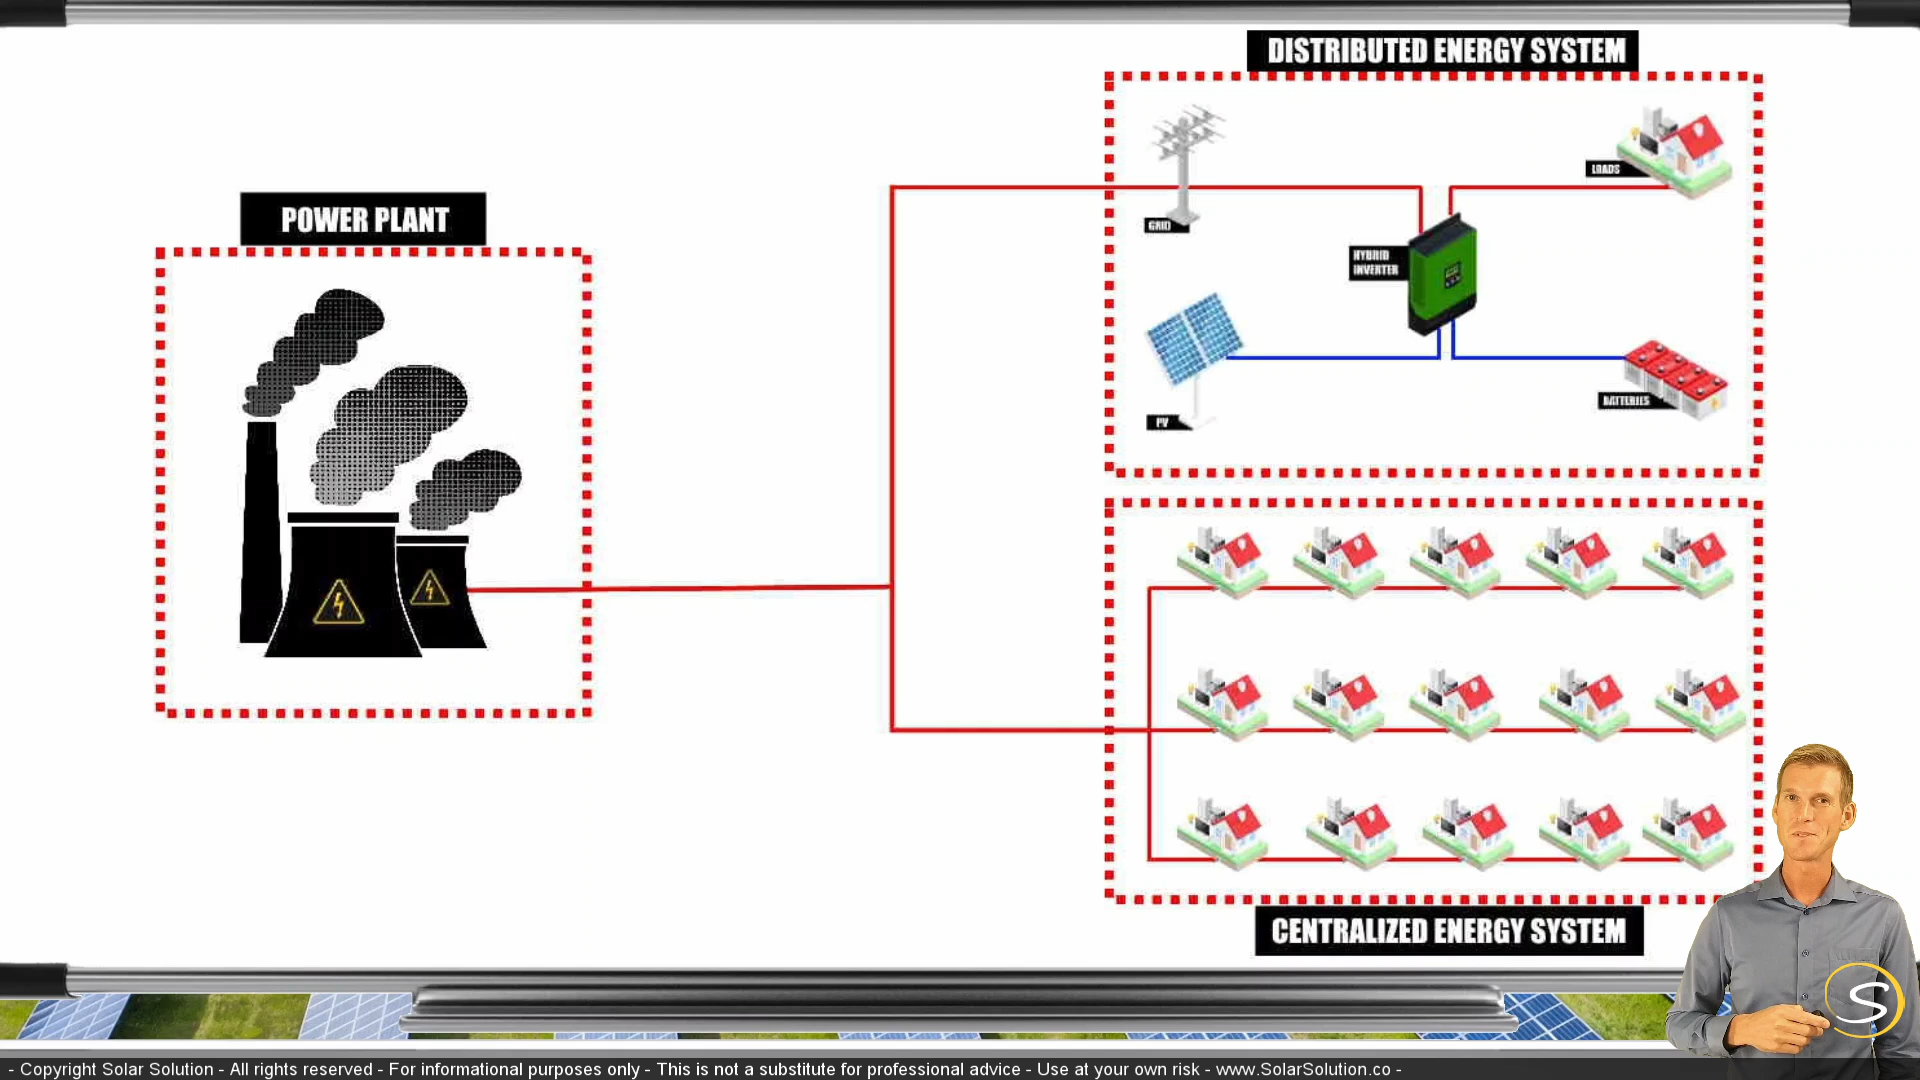 DISTRIBUTED ENERGY SYSTEM
POWER PLANT
LOADS
GRID
HYBRID
INVERTER
BATTERIES
PV
CENTRALIZED ENERGY SYSTEM
S
- Copyright Solar Solution - All rights reserved - For informational purposes only - This is not a substitute for professional advice - Use at your own risk - www.SolarSolution.co -